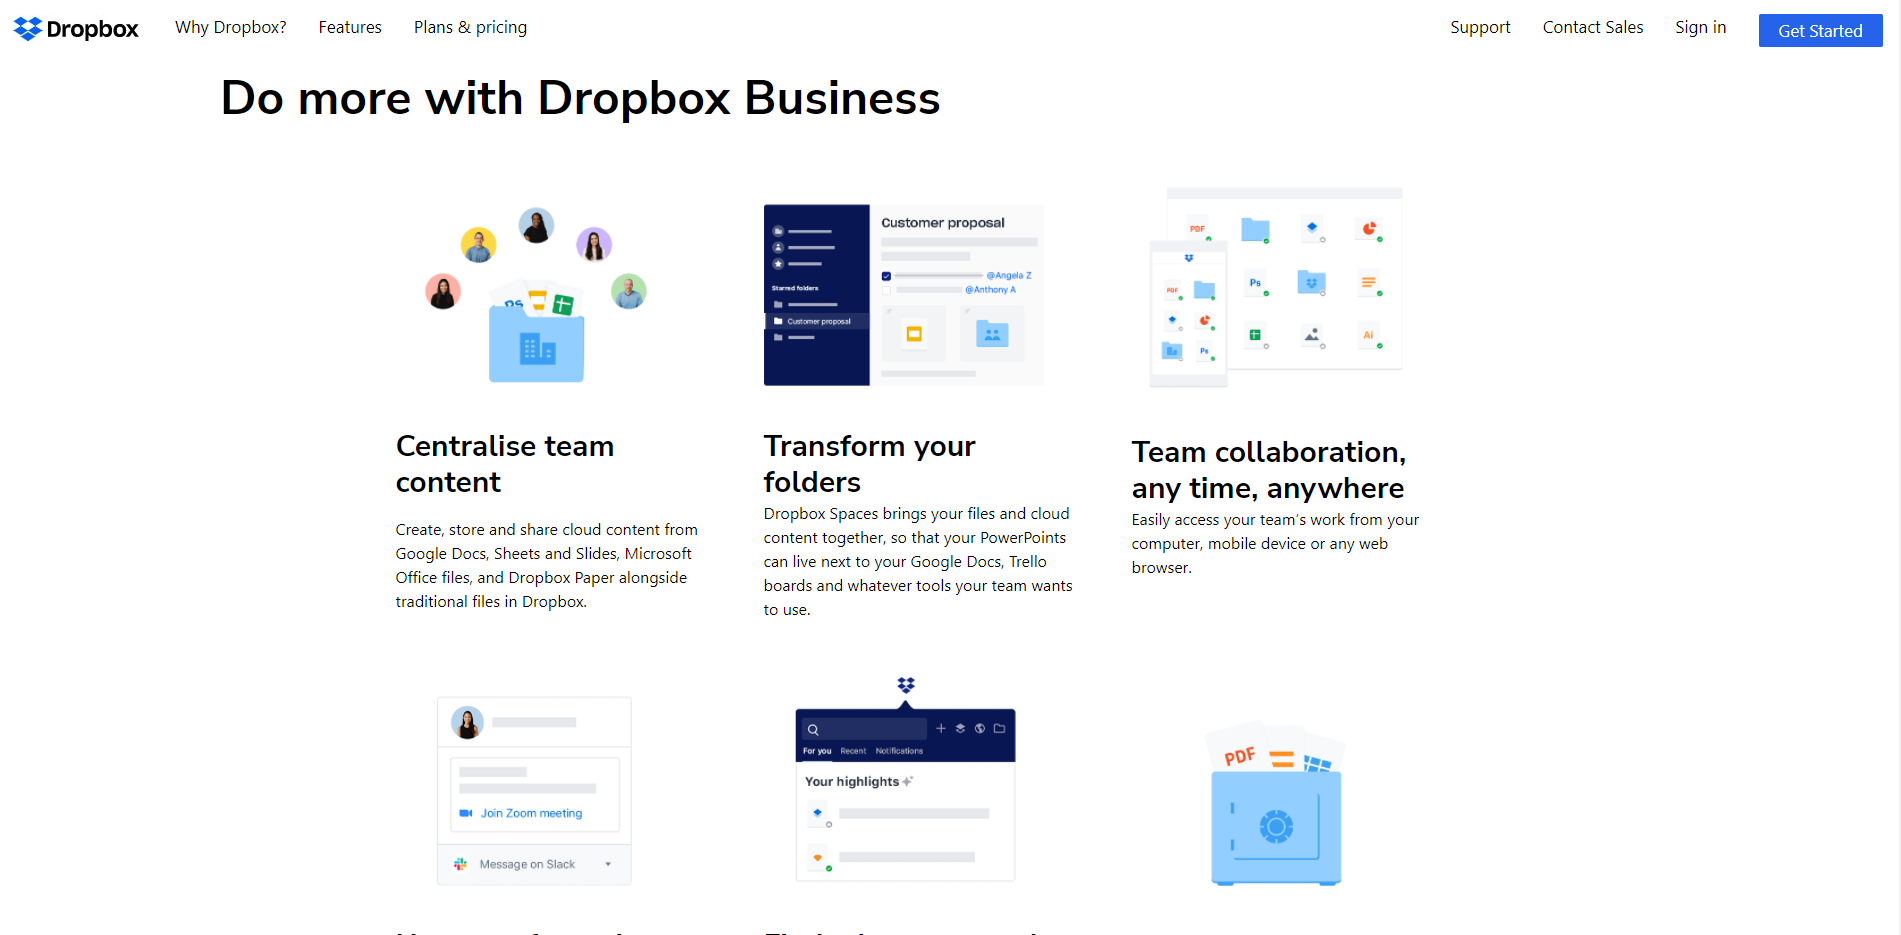 Dropbox
Why Dropbox?
Features
Plans & pricing
Support
Contact Sales
Sign in
Get Started
Do more with Dropbox Business
Ps
Customer proposal
@Angela Z
@Anthony A
Starred folders
Customer proposal
PDF
Ps
Ai
PDF
Ps
Centralise team
content
Create, store and share cloud content from
Google Docs, Sheets and Slides, Microsoft
Office files, and Dropbox Paper alongside
traditional files in Dropbox.
Transform your
folders
Dropbox Spaces brings your files and cloud
content together, so that your PowerPoints
can live next to your Google Docs, Trello
boards and whatever tools your team wants
to use.
Team collaboration,
any time, anywhere
Easily access your team's work from your
computer, mobile device or any web
browser.
Join Zoom meeting
Message on Slack
For you
Recent
Notifications
Your highlights
PDF